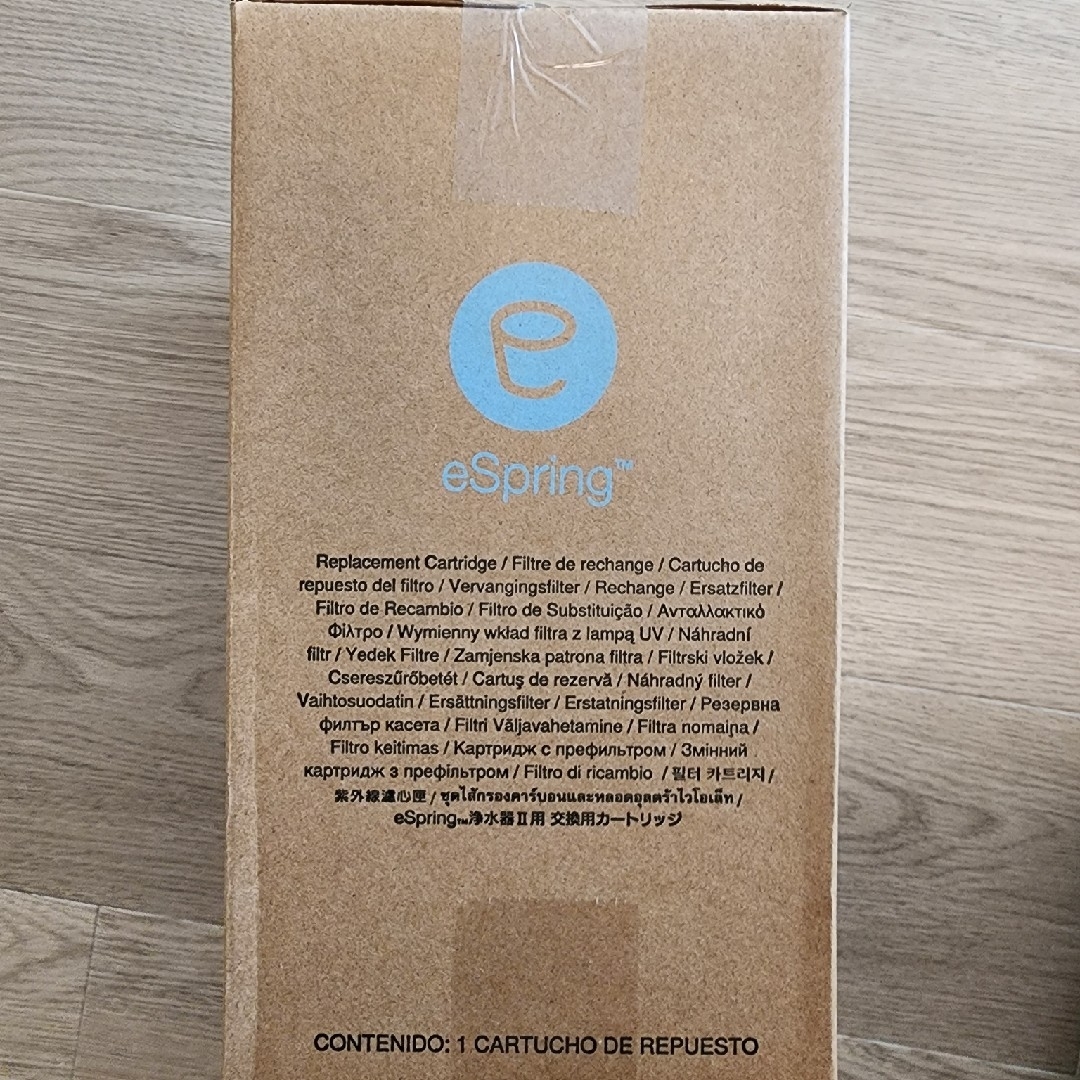 eSpring™
Replacement Cartridge / Filtre de rechange / Cartucho de
repuesto del filtro / Vervangingsfilter / Rechange / Ersatzfilter /
Filtro de Recambio / Filtro de Substituição / Ανταλλακτικό
Φίλτρο / Wymienny wkład filtra z lampą UV / Náhradní
filtr / Yedek Filtre / Zamjenska patrona filtra / Filtrski vložek /
Csereszűrőbetét / Cartuş de rezervă / Náhradný filter /
Vaihtosuodatin / Ersättningsfilter / Erstatningsfilter / Резервна
филтър касета / Filtri Väljavahetamine / Filtra nomaiņa /
Filtro keitimas / Картридж с префильтром / Змінний
картридж з префільтром / Filtro di ricambio / 필터 카트리지 /
紫外線濾心匣 / ชุดไส้กรองคาร์บอนและหลอดอุลตร้าไวโอเล็ท /
eSpring™浄水器Ⅱ用 交換用カートリッジ
CONTENIDO: 1 CARTUCHO DE REPUESTO